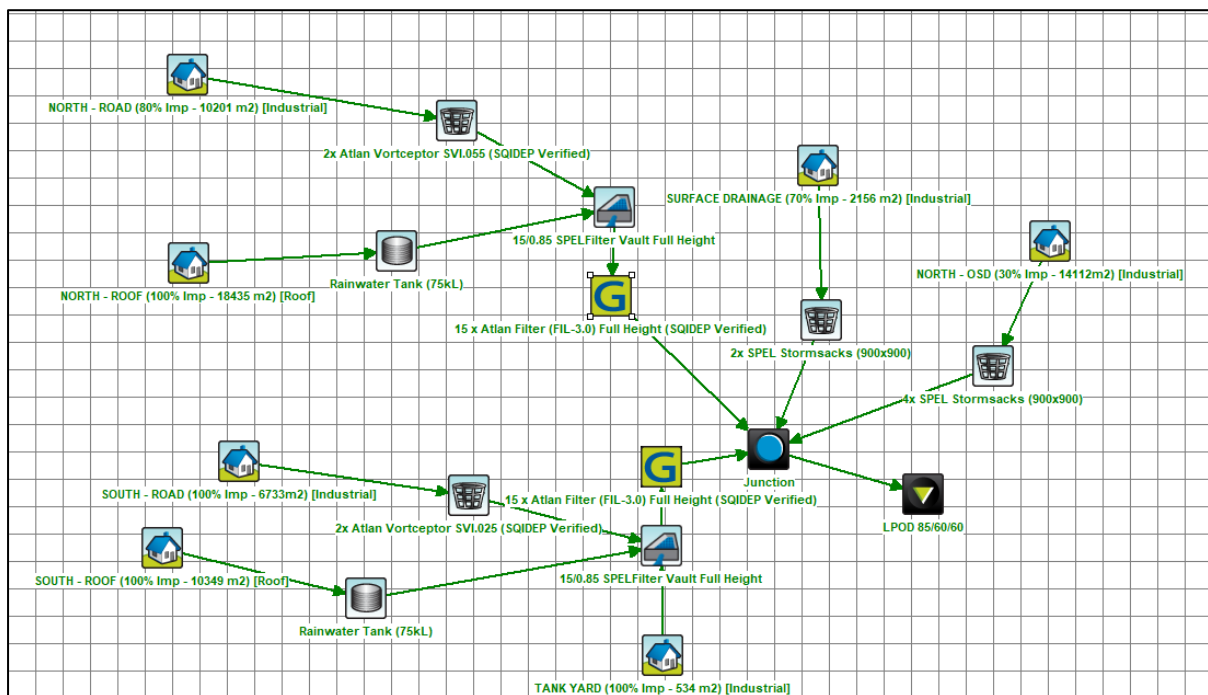 NORTH - ROAD (80% Imp - 10201 m2) [Industrial]
2x Atlan Vortceptor SVI.055 (SQIDEP Verified)
SURFACE DRAINAGE (70% Imp - 2156 m2) [Industrial]
15/0.85 SPELFilter Vault Full Height
NORTH - OSD (30% Imp - 14112m2) [Industrial]
Rainwater Tank (75kL)
NORTH - ROOF (100% Imp - 18435 m2) [Roof]
G
15 x Atlan Filter (FIL-3.0) Full Height (SQIDEP Verified)
2x SPEL Stormsacks (900x900)
4x SPEL Stormsacks (900x900)
G
Junction
SOUTH - ROAD (100% Imp - 6733m2) [Industrial]
15 x Atlan Filter (FIL-3.0) Full Height (SQIDEP Verified)
2x Atlan Vortceptor SVI.025 (SQIDEP Verified)
LPOD 85/60/60
SOUTH - ROOF (100% Imp - 10349 m2) [Roof]
15/0.85 SPELFilter Vault Full Height
Rainwater Tank (75kL)
TANK YARD (100% Imp - 534 m2) [Industrial]